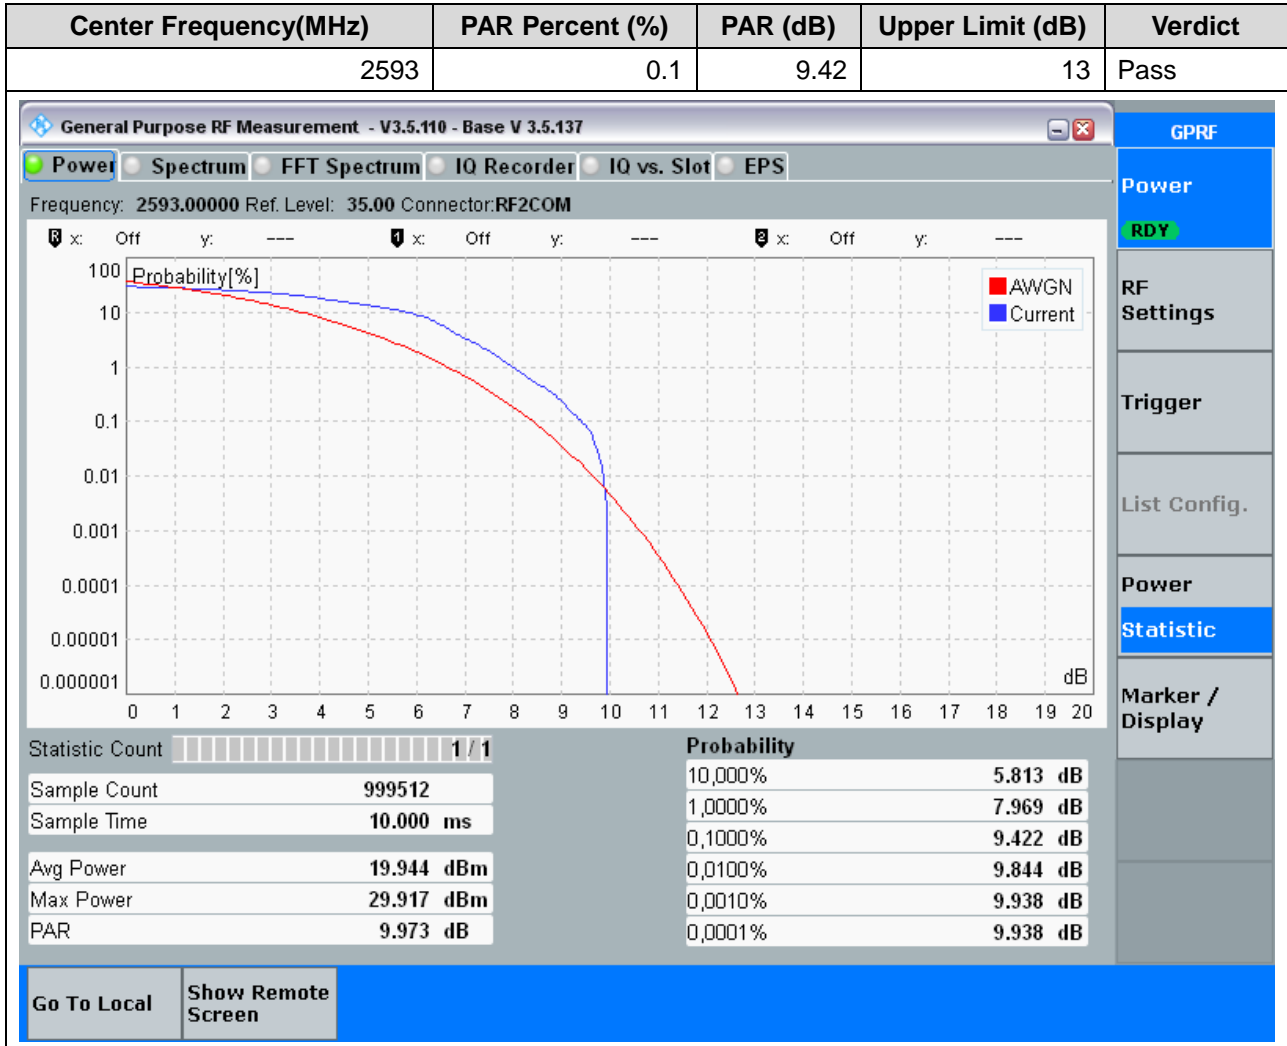 Center Frequency(MHz) PAR Percent (%) PAR (dB) Upper Limit (dB) Verdict
2593 0.1 9.42 13 Pass
General Purpose RF Measurement - V3.5.110 - Base V 3.5.137
GPRF
Power Spectrum FFT Spectrum IQ Recorder IQ vs. Slot EPS
Frequency: 2593.00000 Ref. Level: 35.00 Connector:RF2COM
R x: Off y: --- 1 x: Off y: --- 2 x: Off y: ---
Probability[%]
100
10
1
0.1
0.01
0.001
0.0001
0.00001
0.000001
AWGN
Current
dB
0 1 2 3 4 5 6 7 8 9 10 11 12 13 14 15 16 17 18 19 20
Statistic Count 1 / 1
Sample Count 999512
Sample Time 10.000 ms
Avg Power 19.944 dBm
Max Power 29.917 dBm
PAR 9.973 dB
Probability
10,000% 5.813 dB
1,0000% 7.969 dB
0,1000% 9.422 dB
0,0100% 9.844 dB
0,0010% 9.938 dB
0,0001% 9.938 dB
Power
RDY
RF
Settings
Trigger
List Config.
Power
Statistic
Marker /
Display
Go To Local
Show Remote
Screen